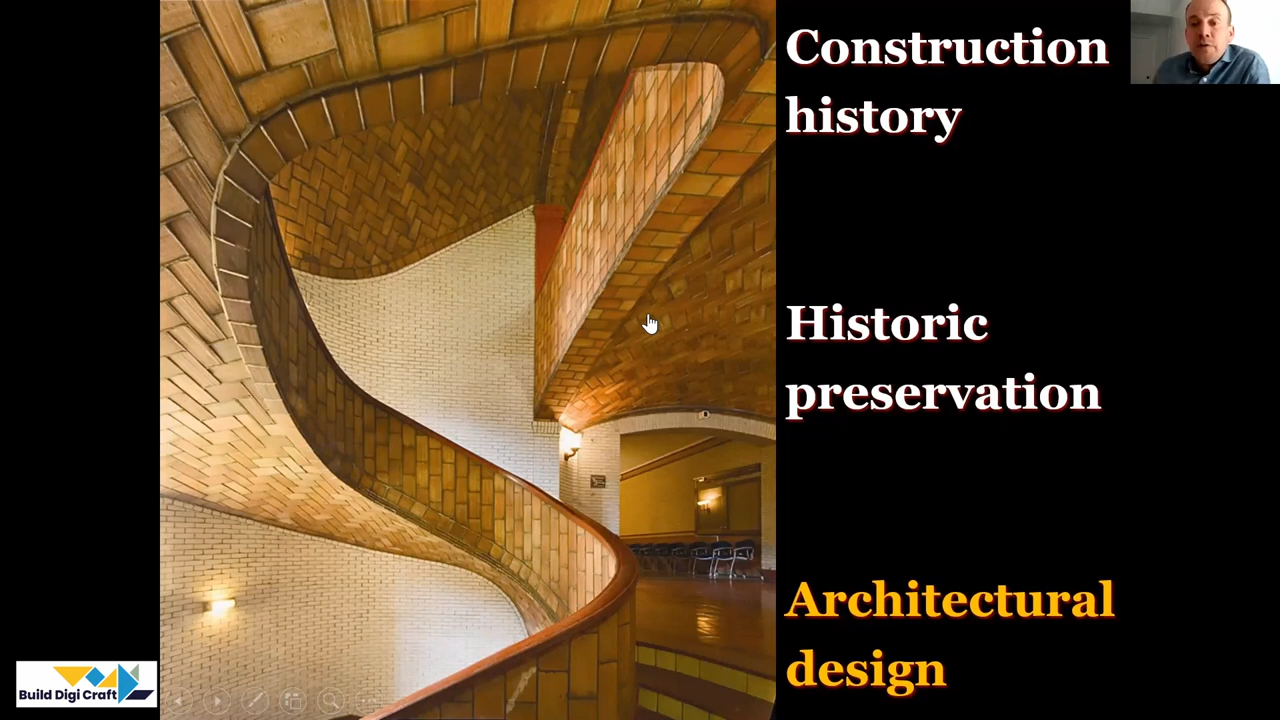 Construction
history
Historic
preservation
Architectural
design
Build Digi Craft